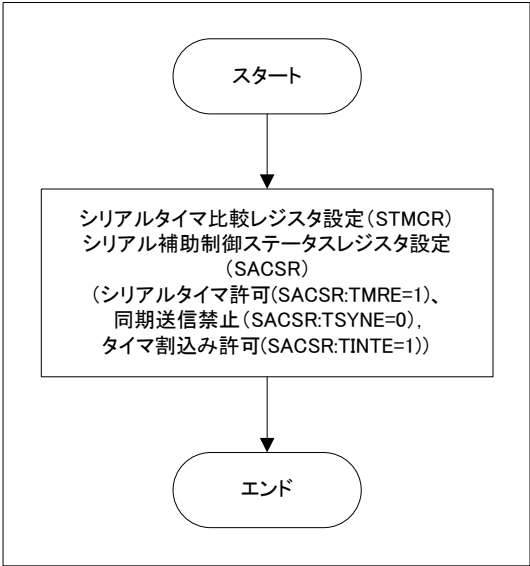 スタート
シリアルタイマ比較レジスタ設定(STMCR)
シリアル補助制御ステータスレジスタ設定
(SACSR)
(シリアルタイマ許可(SACSR:TMRE=1)、
同期送信禁止(SACSR:TSYNE=0),
タイマ割込み許可(SACSR:TINTE=1))
エンド